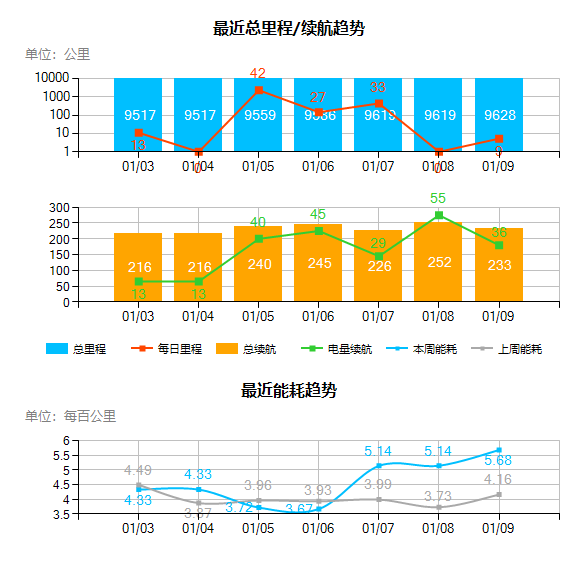 最近总里程/续航趋势
单位：公里
10000
1000
100
10
1
9517 9517 9559 9586 9619 9619 9628
13 0 42 27 33 0 9
01/03 01/04 01/05 01/06 01/07 01/08 01/09
300
250
200
150
100
50
0
216 216 240 245 226 252 233
13 13 40 45 29 55 36
01/03 01/04 01/05 01/06 01/07 01/08 01/09
总里程 每日里程 总续航 电量续航 本周能耗 上周能耗
最近能耗趋势
单位：每百公里
6
5.5
5
4.5
4
3.5
4.49 3.87 3.96 3.93 3.99 3.73 4.16
4.33 4.33 3.72 3.67 5.14 5.14 5.68
01/03 01/04 01/05 01/06 01/07 01/08 01/09